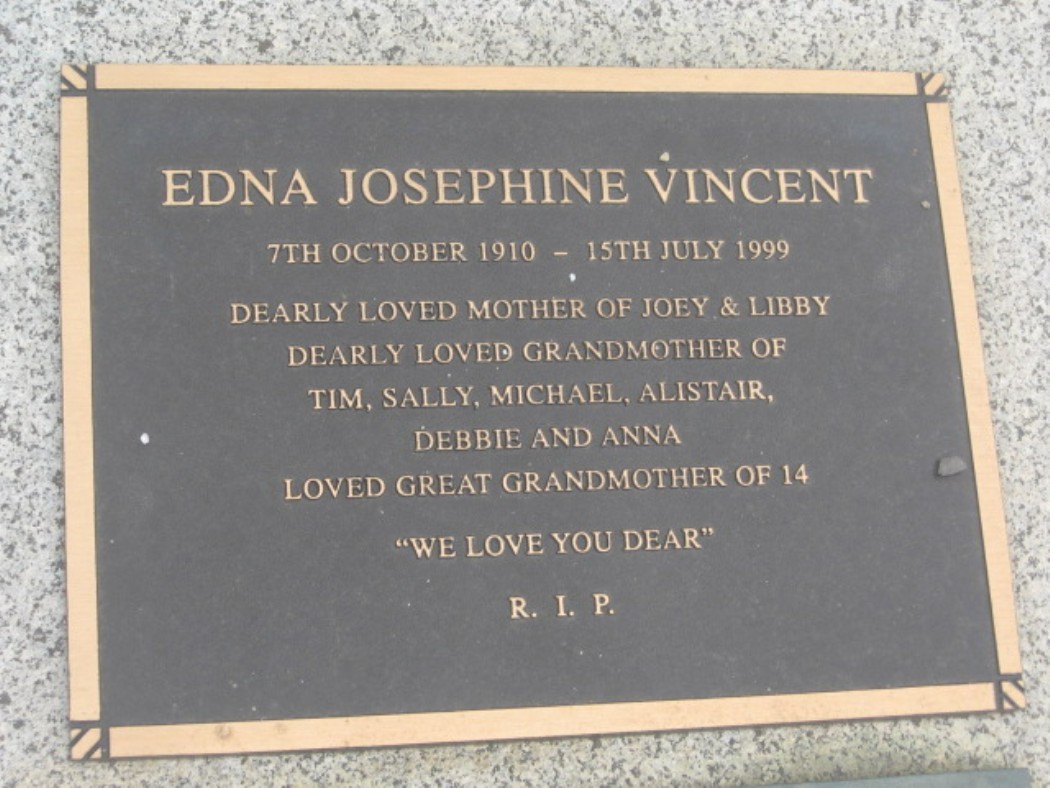 EDNA JOSEPHINE VINCENT
7TH OCTOBER 1910 – 15TH JULY 1999
DEARLY LOVED MOTHER OF JOEY & LIBBY
DEARLY LOVED GRANDMOTHER OF
TIM, SALLY, MICHAEL, ALISTAIR,
DEBBIE AND ANNA
LOVED GREAT GRANDMOTHER OF 14
“WE LOVE YOU DEAR”
R. I. P.